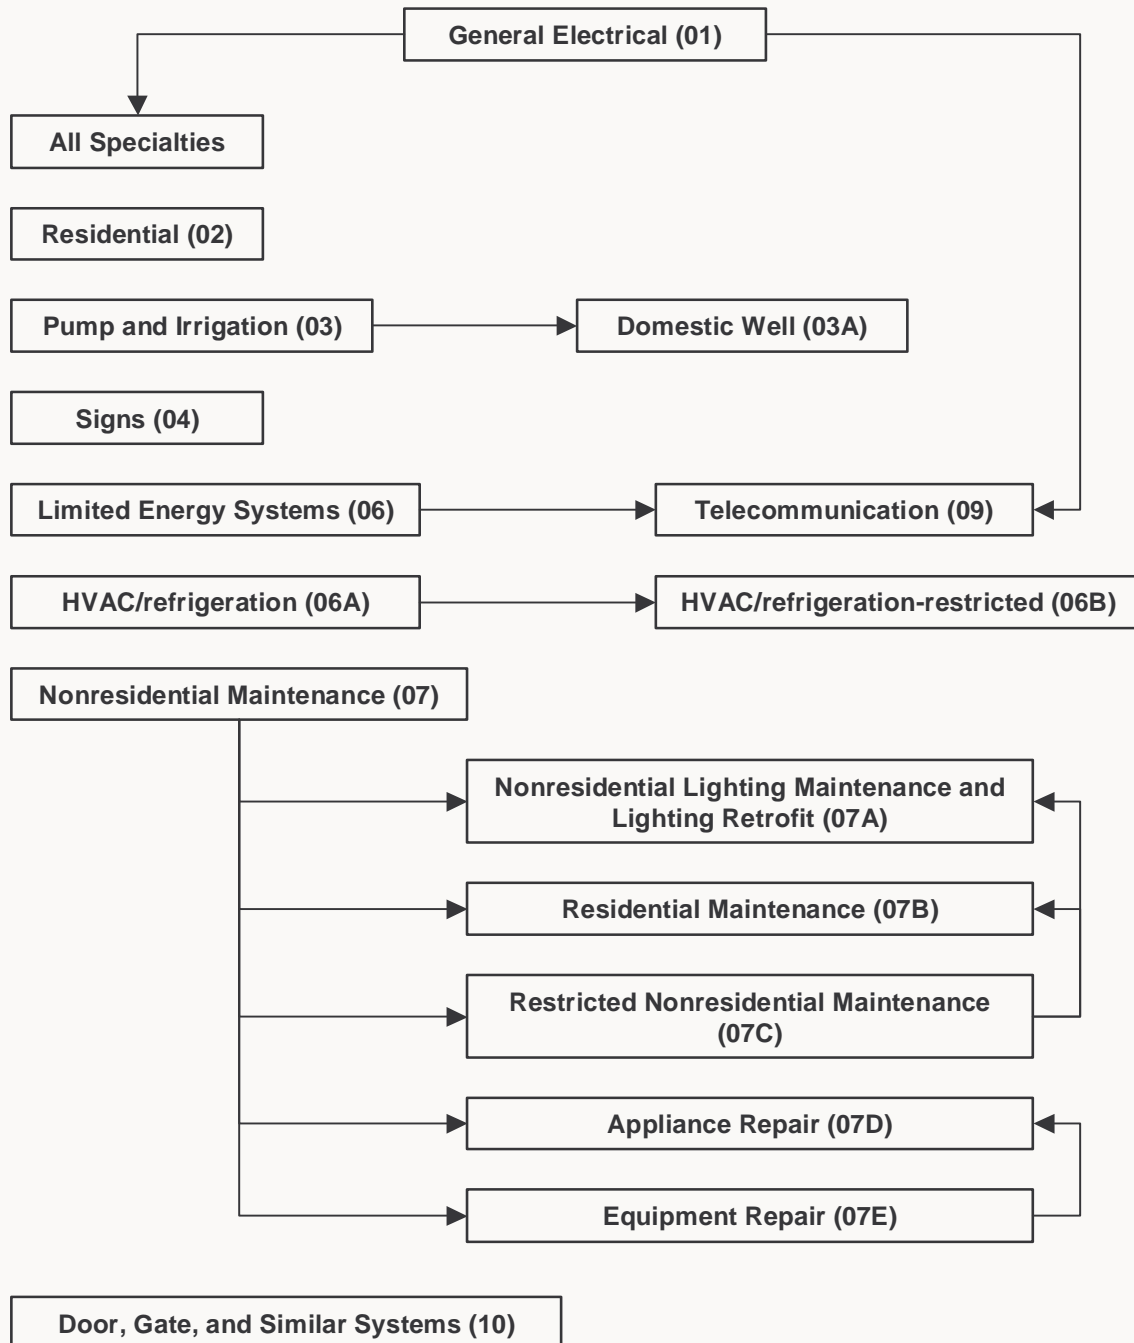 General Electrical (01)
All Specialties
Residential (02)
Pump and Irrigation (03)
Domestic Well (03A)
Signs (04)
Limited Energy Systems (06)
Telecommunication (09)
HVAC/refrigeration (06A)
HVAC/refrigeration-restricted (06B)
Nonresidential Maintenance (07)
Nonresidential Lighting Maintenance and
Lighting Retrofit (07A)
Residential Maintenance (07B)
Restricted Nonresidential Maintenance
(07C)
Appliance Repair (07D)
Equipment Repair (07E)
Door, Gate, and Similar Systems (10)